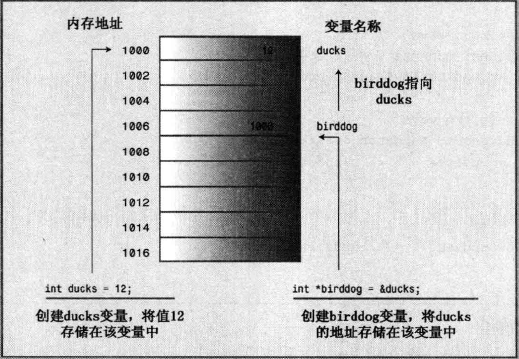 内存地址
变量名称
1000
12
ducks
1002
birddog指向
ducks
1004
1006
1000
birddog
1008
1010
1012
1014
1016
int ducks = 12;
int *birddog = &ducks;
创建ducks变量，将值12
存储在该变量中
创建birddog变量，将ducks
的地址存储在该变量中